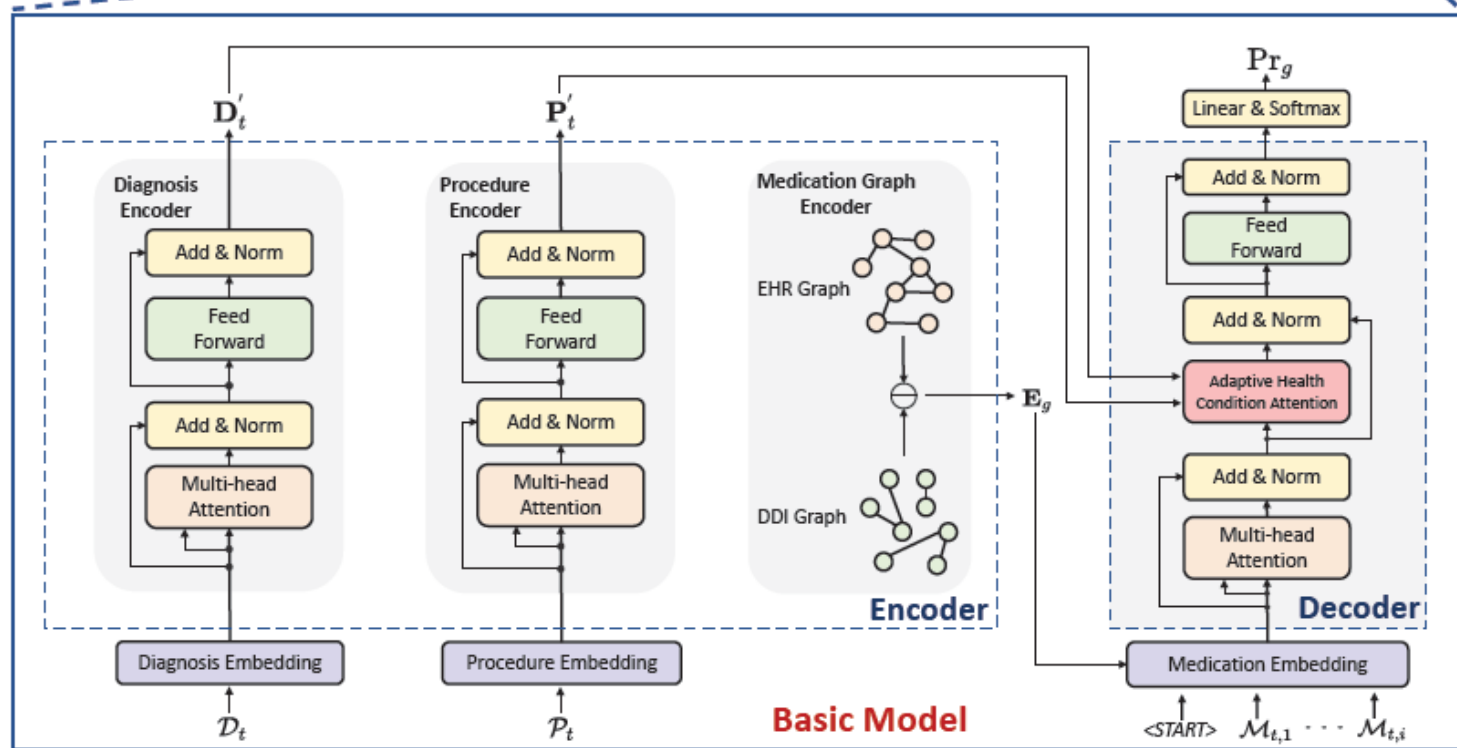 D′t
P′t
Prg
Linear & Softmax
Diagnosis
Encoder
Add & Norm
Feed
Forward
Add & Norm
Multi-head
Attention
Procedure
Encoder
Add & Norm
Feed
Forward
Add & Norm
Multi-head
Attention
Medication Graph
Encoder
EHR Graph
DDI Graph
Encoder
Eg
Add & Norm
Feed
Forward
Add & Norm
Adaptive Health
Condition Attention
Add & Norm
Multi-head
Attention
Decoder
Diagnosis Embedding
Procedure Embedding
Medication Embedding
𝒟t
𝒫t
Basic Model
<START> ℳt,1 · · · · ℳt,i